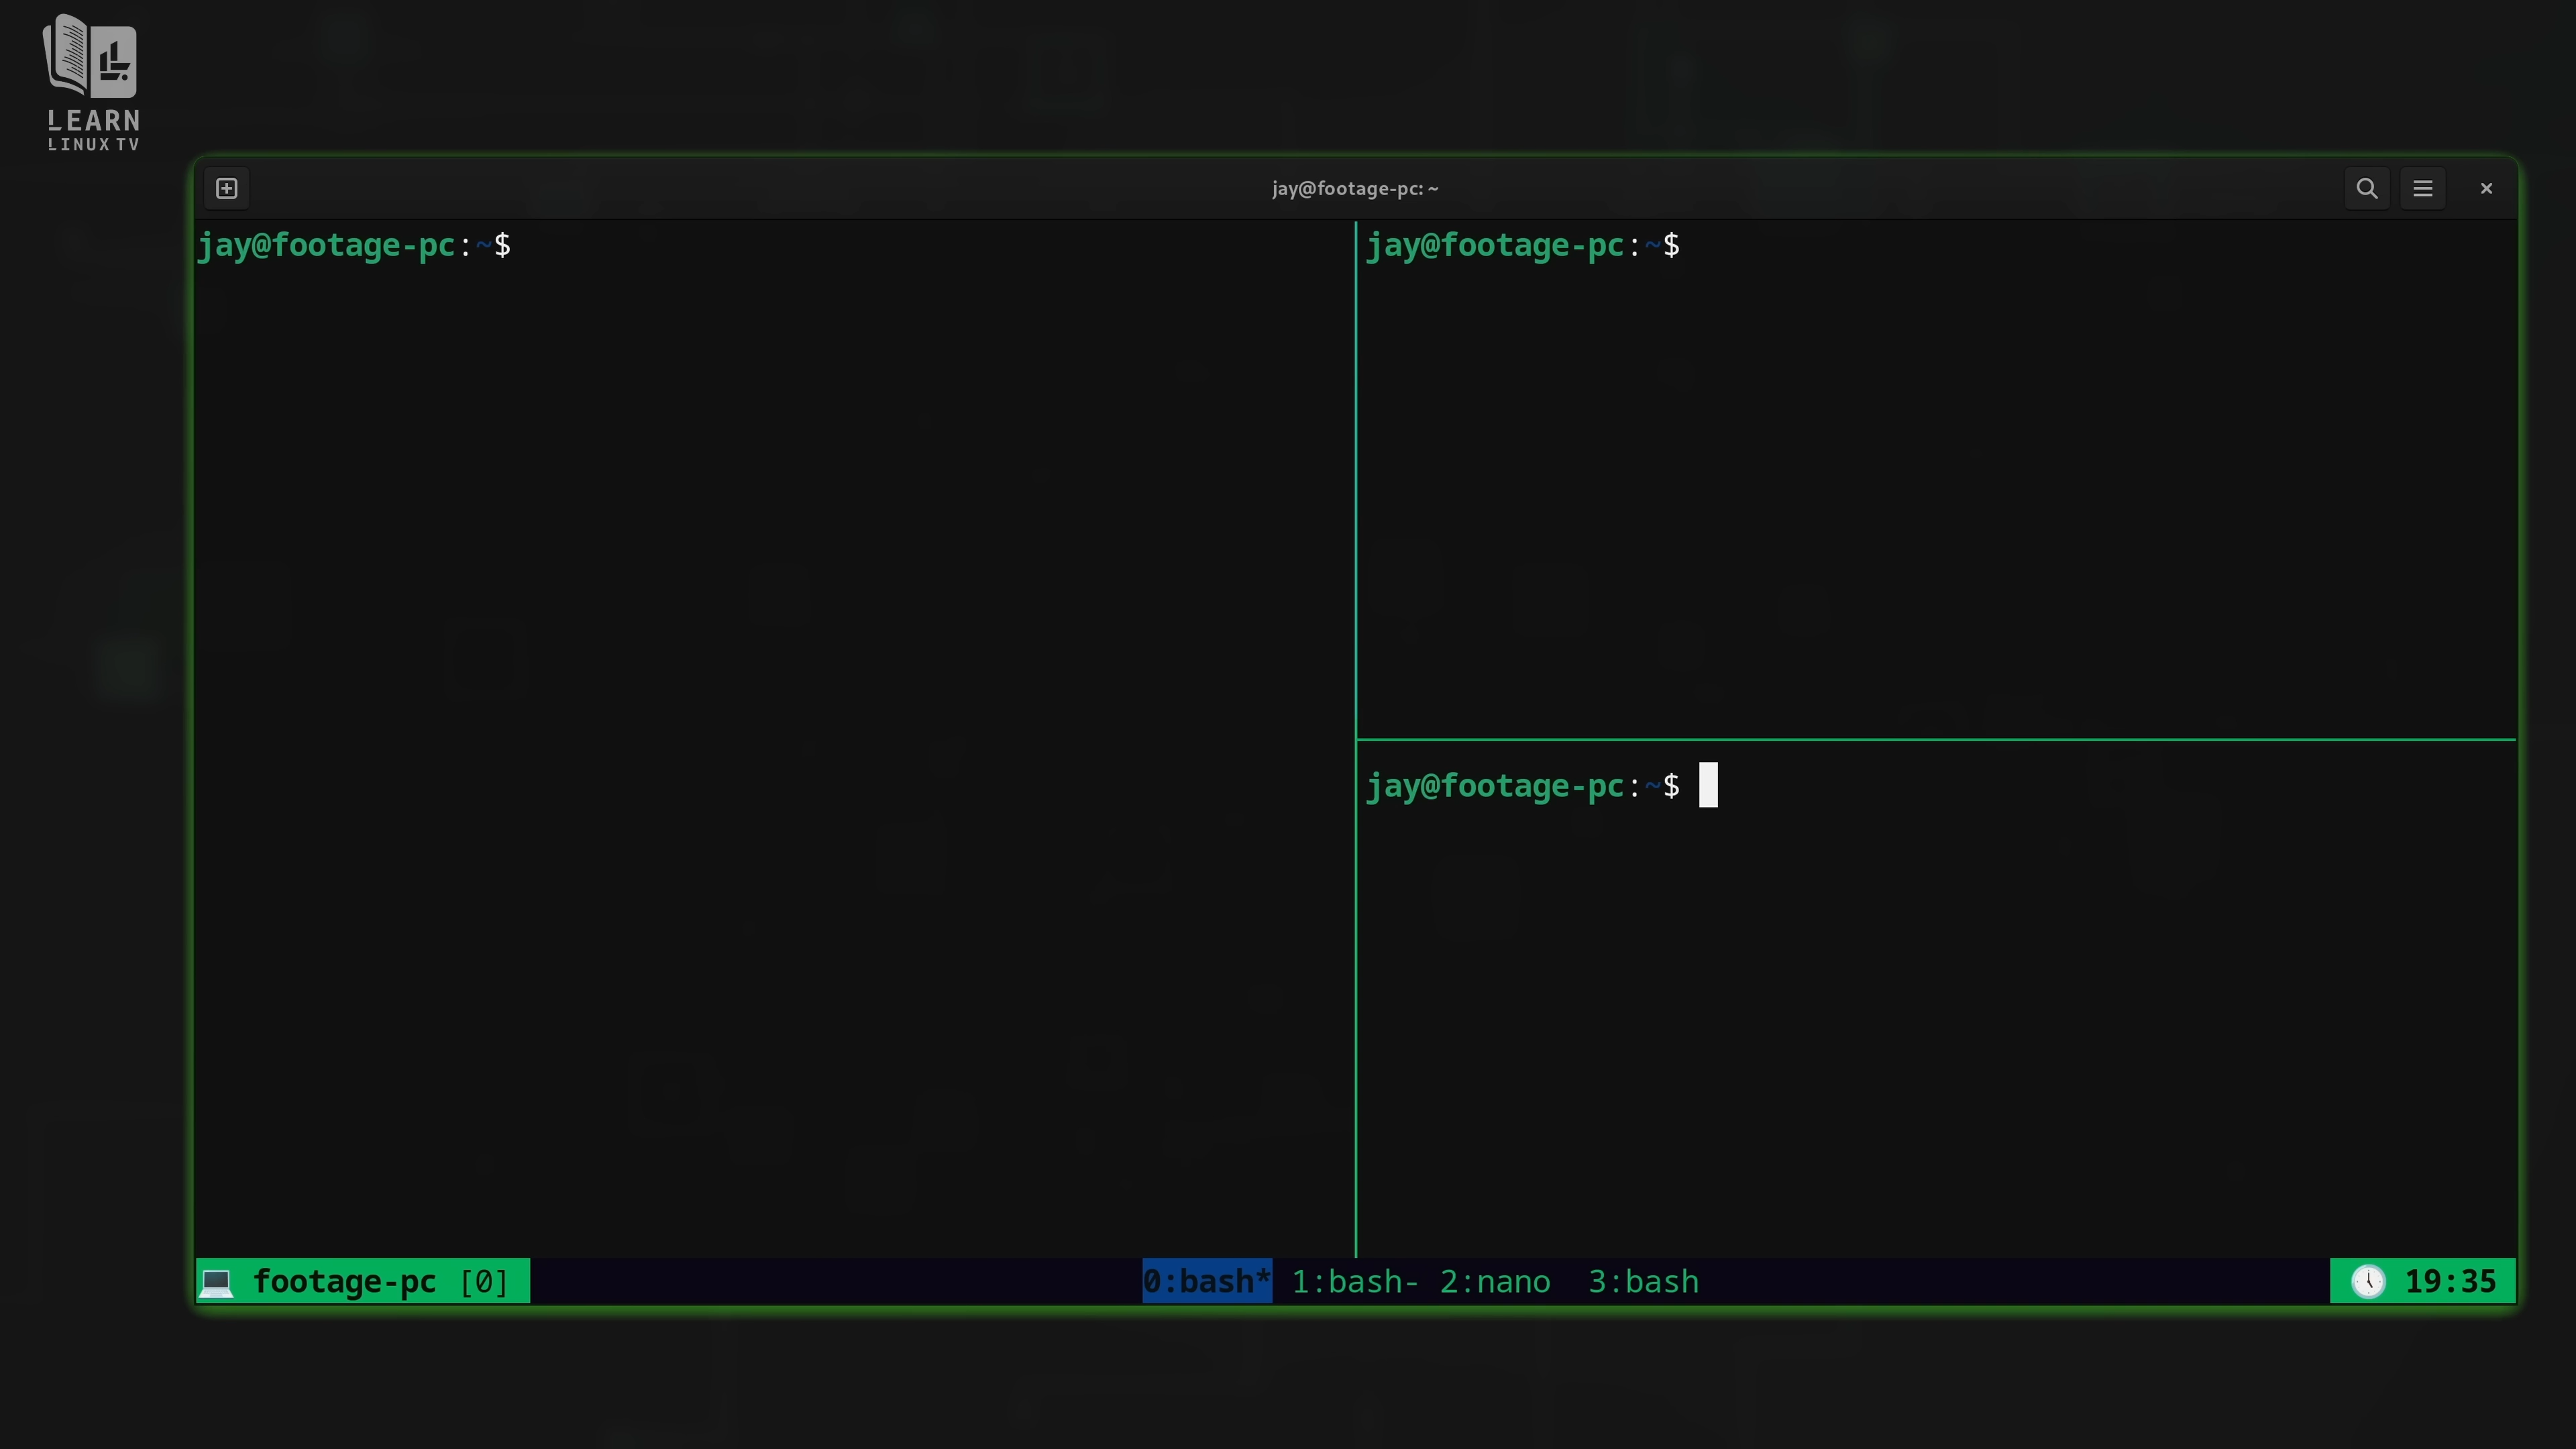 LEARN
LINUX TV
jay@footage-pc: ~
jay@footage-pc:~$
jay@footage-pc:~$
jay@footage-pc:~$
footage-pc [0] 0:bash* 1:bash- 2:nano 3:bash 19:35